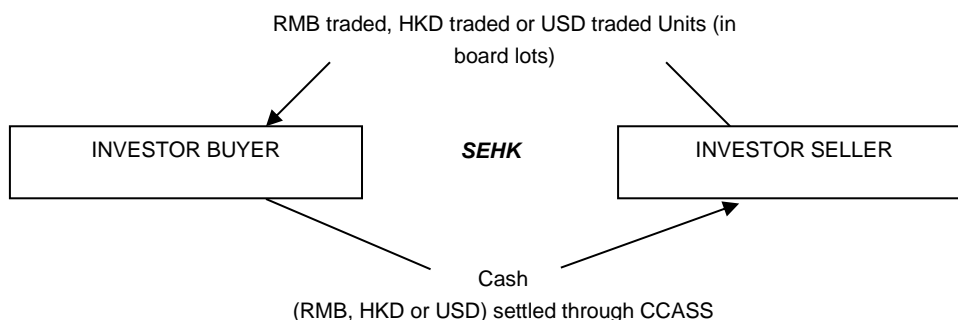 RMB traded, HKD traded or USD traded Units (in
board lots)
INVESTOR BUYER
SEHK
INVESTOR SELLER
Cash
(RMB, HKD or USD) settled through CCASS